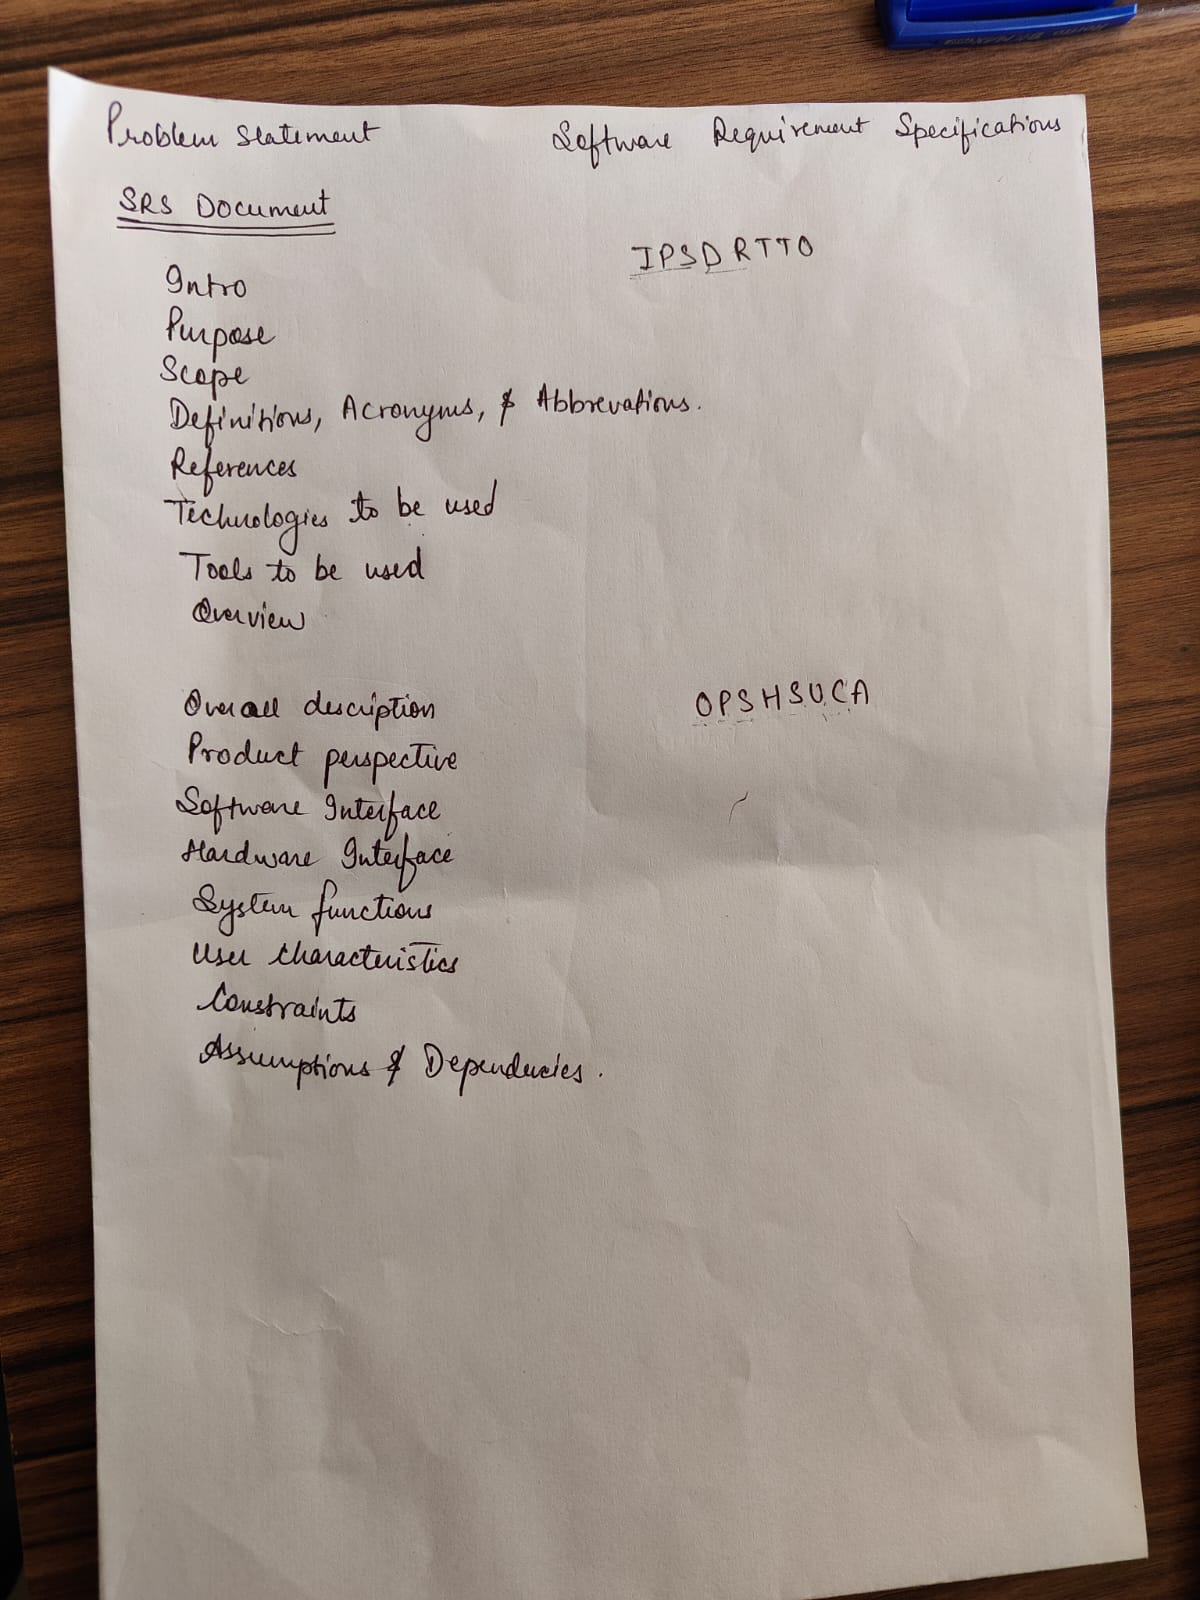 Problem Statement Software Requirement Specifications
SRS Document
IPSDRTTO
Intro
Purpose
Scope
Definitions, Acronyms, & Abbrevations.
References
Technologies to be used
Tools to be used
Overview
Overall description OPSHSUCA
Product perspective
Software Interface
Hardware Interface
System functions
User characteristics
Constraints
Assumptions & Dependencies.